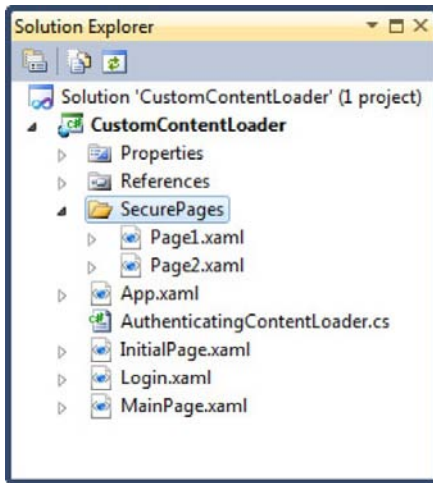 Solution Explorer
Solution 'CustomContentLoader' (1 project)
CustomContentLoader
Properties
References
SecurePages
Page1.xaml
Page2.xaml
App.xaml
AuthenticatingContentLoader.cs
InitialPage.xaml
Login.xaml
MainPage.xaml